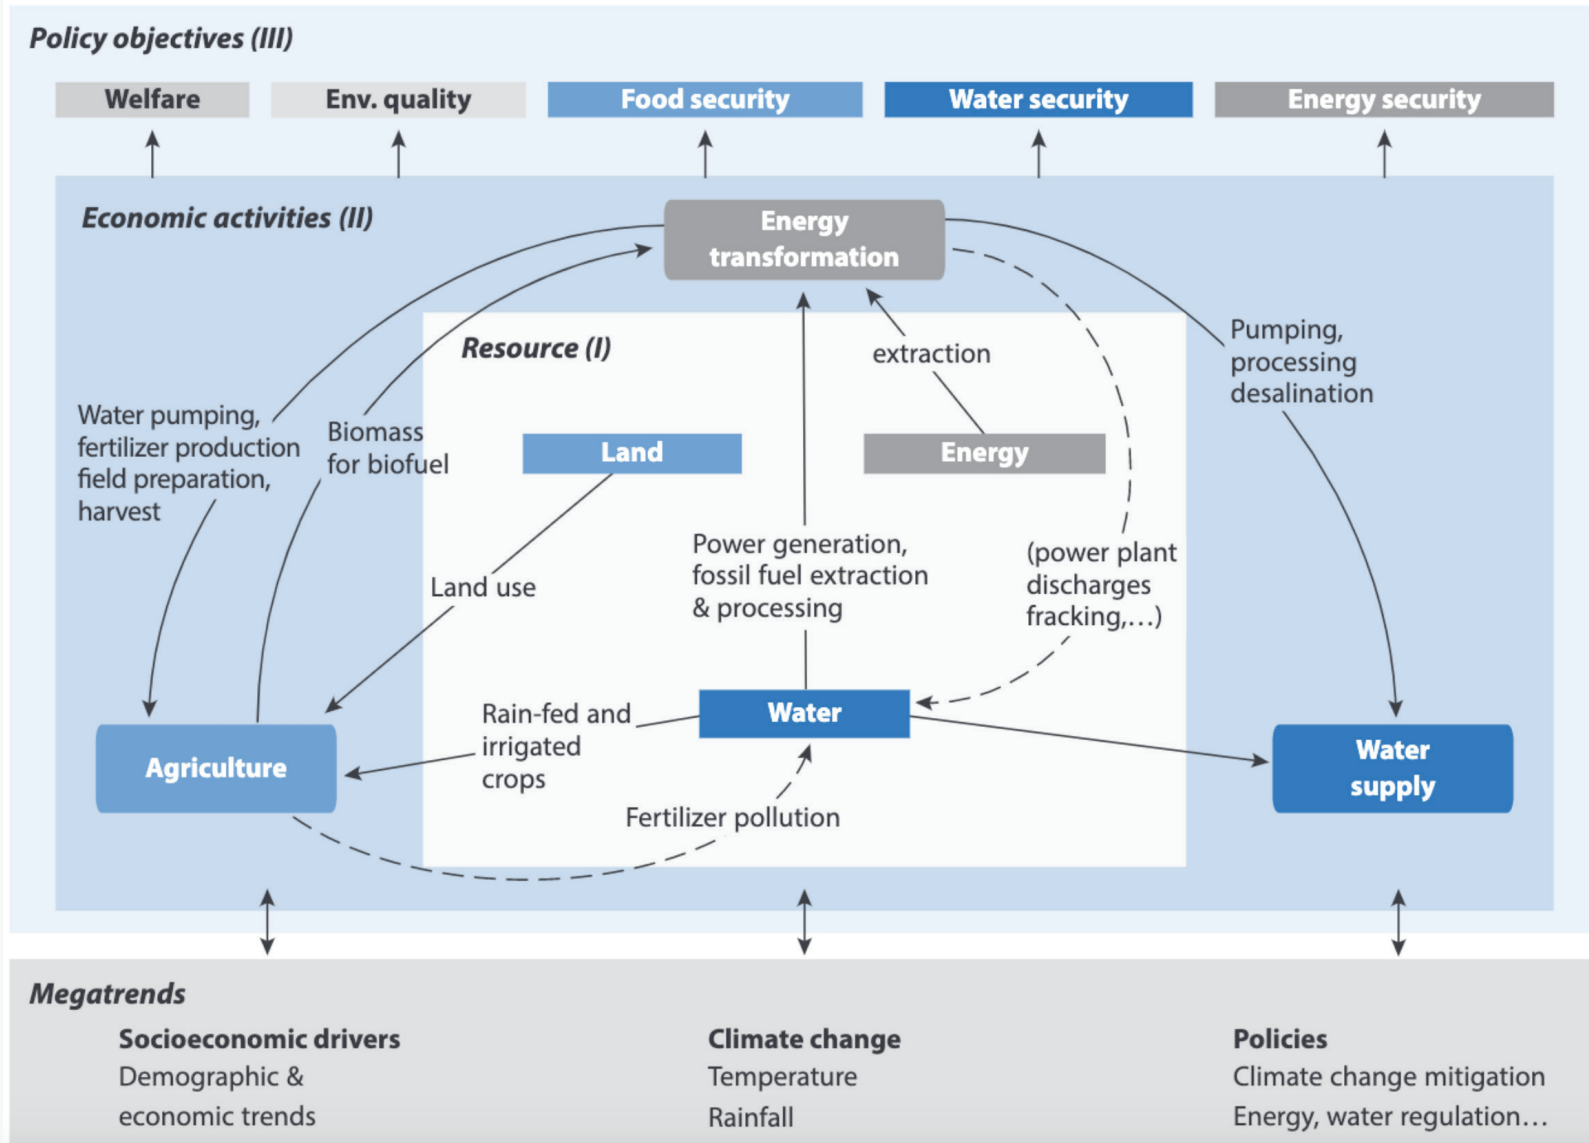 Policy objectives (III)
Welfare
Env. quality
Food security
Water security
Energy security
Economic activities (II)
Energy
transformation
Resource (I)
extraction
Pumping,
processing
desalination
Water pumping,
fertilizer production
field preparation,
harvest
Biomass
for biofuel
Land
Energy
Land use
Power generation,
fossil fuel extraction
& processing
(power plant
discharges
fracking,...)
Rain-fed and
irrigated
crops
Water
Agriculture
Water
supply
Fertilizer pollution
Megatrends
Socioeconomic drivers
Demographic &
economic trends
Climate change
Temperature
Rainfall
Policies
Climate change mitigation
Energy, water regulation...